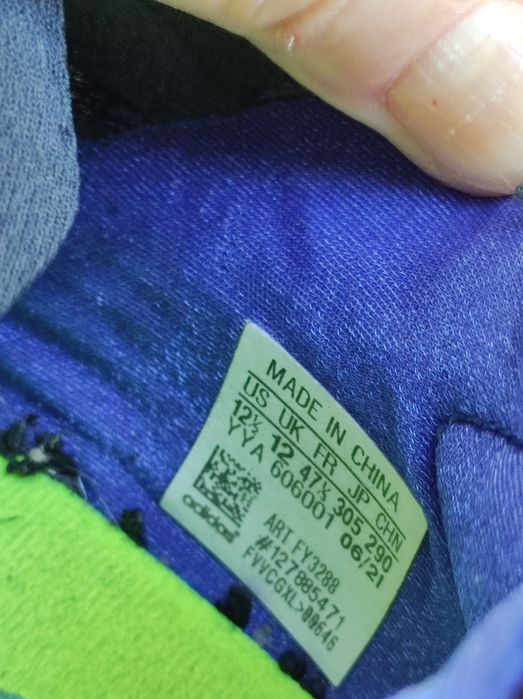 MADE IN CHINA
US UK FR JP CHN
12½ 12 47⅓ 305 290
YYA 606001 06/21
adidas
ART FY3288
#127885471
FVVCGXL>00646